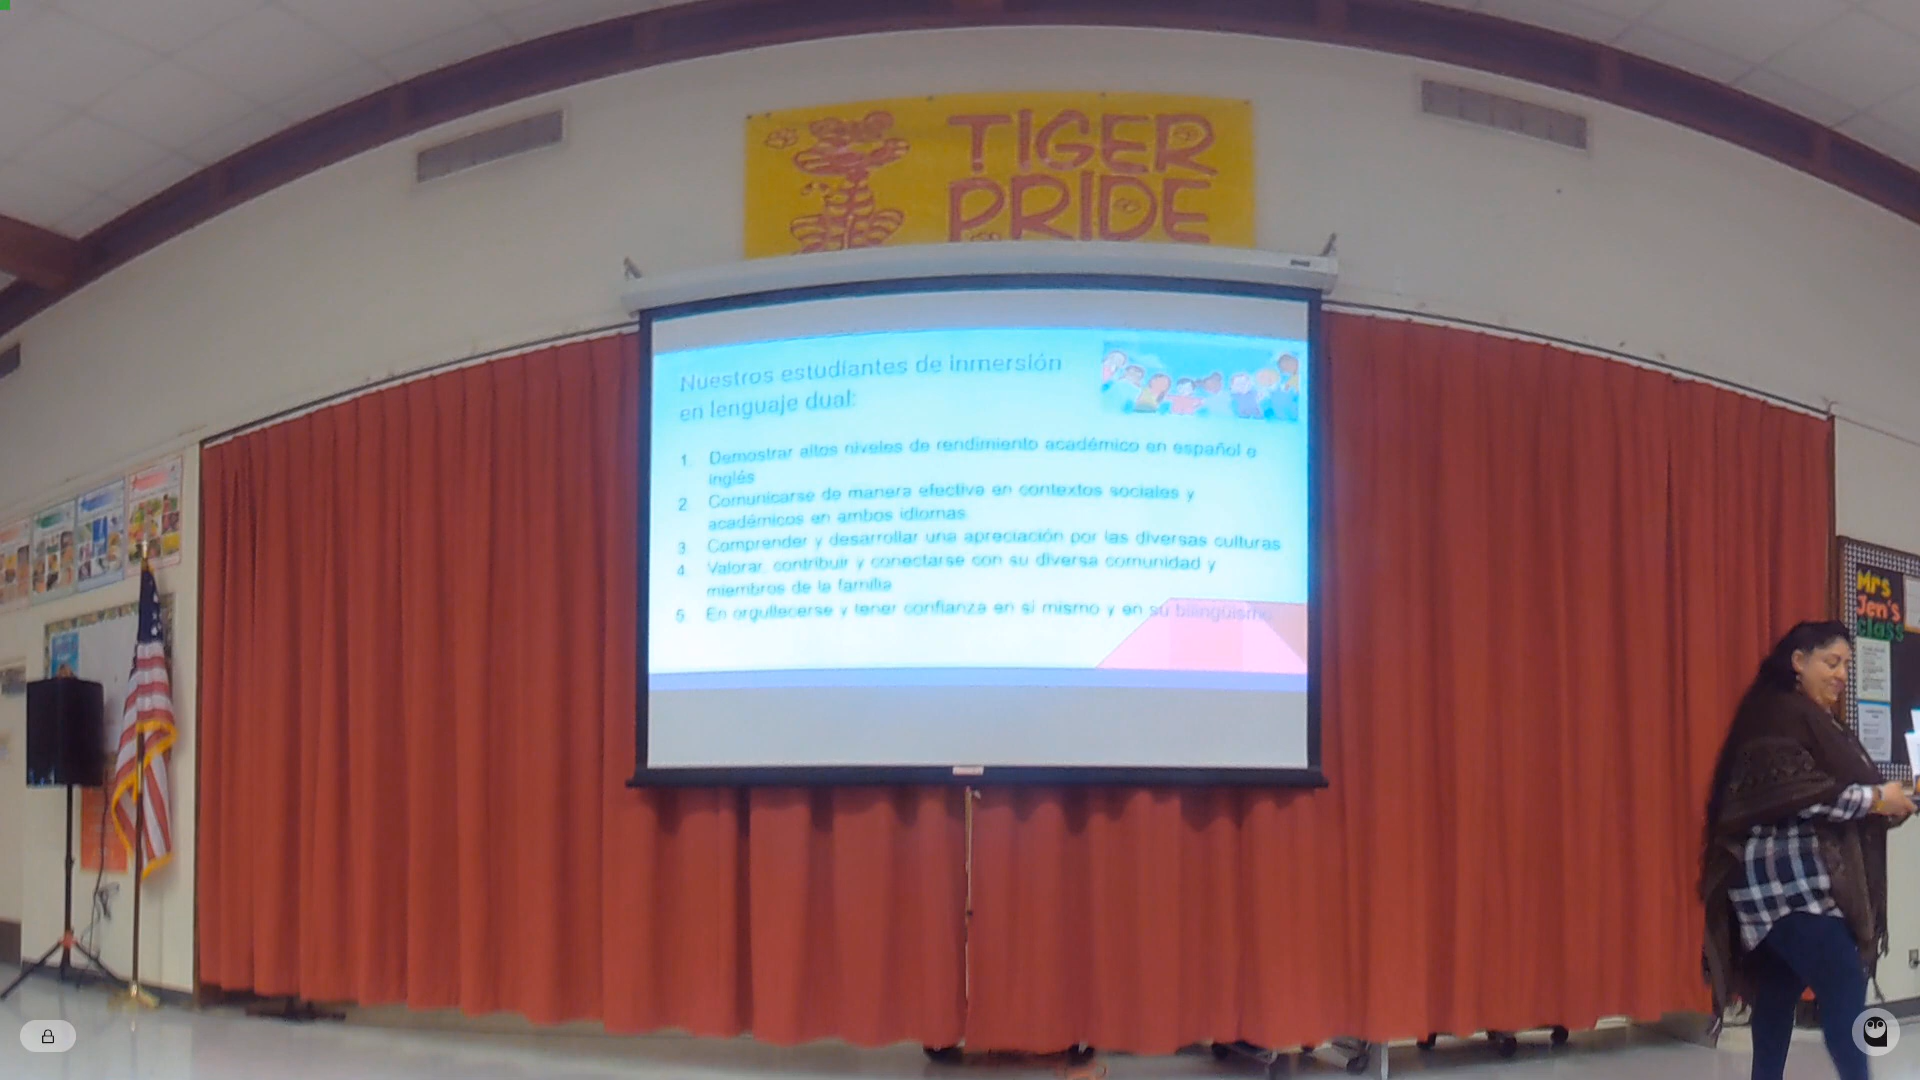 TIGER
PRIDE
Nuestros estudiantes de inmersión
en lenguaje dual:
1. Demostrar altos niveles de rendimiento académico en español e
inglés
2. Comunicarse de manera efectiva en contextos sociales y
académicos en ambos idiomas
3. Comprender y desarrollar una apreciación por las diversas culturas
4. Valorar, contribuir y conectarse con su diversa comunidad y
miembros de la familia
5. En orgullecerse y tener confianza en sí mismo y en su bilingüismo
Mrs
Jen's
class